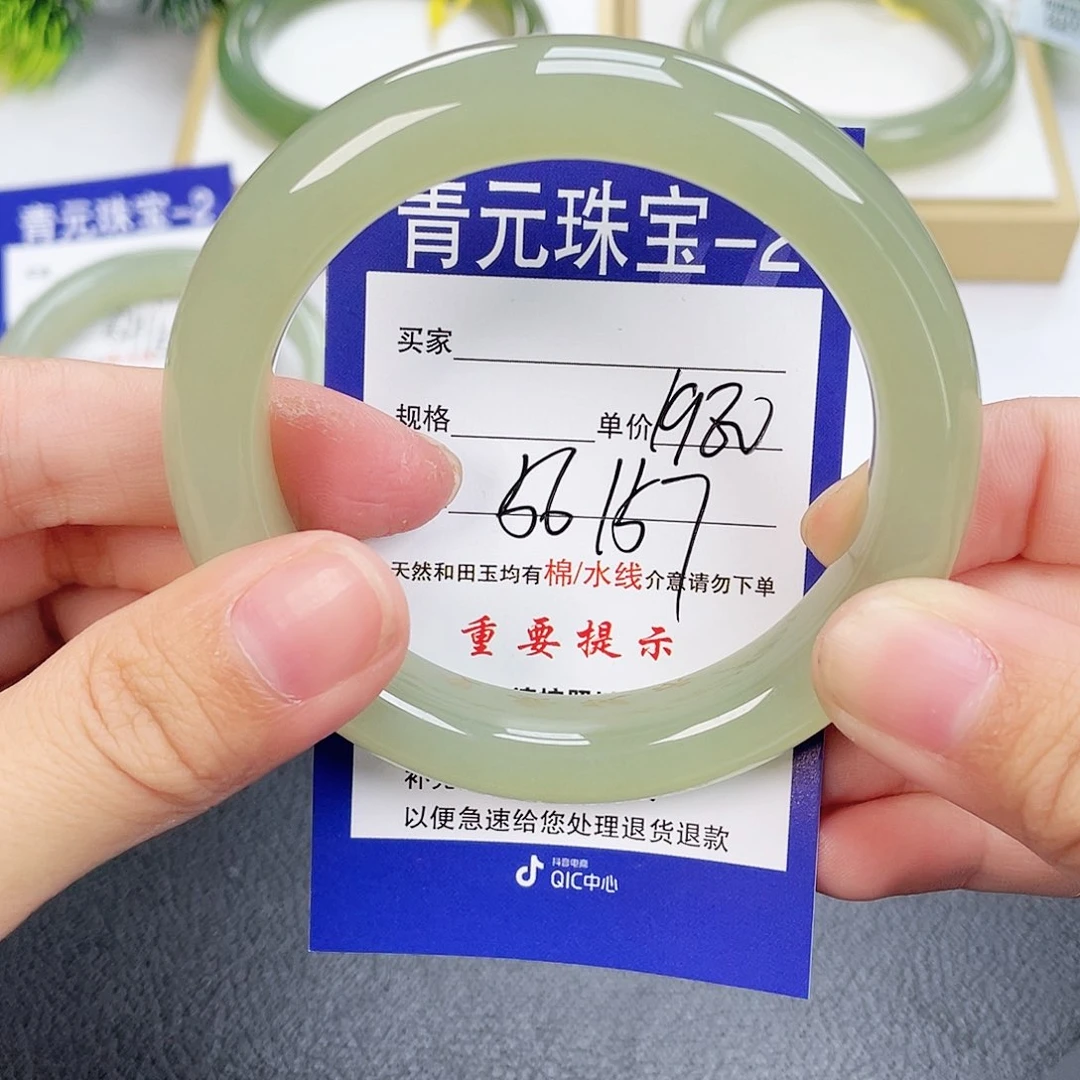 青元珠宝-2
青元珠宝-2
买家
规格 单价1980
56 157
天然和田玉均有棉/水线介意请勿下单
重要提示
以便急速给您处理退货退款
抖音电商
QIC中心